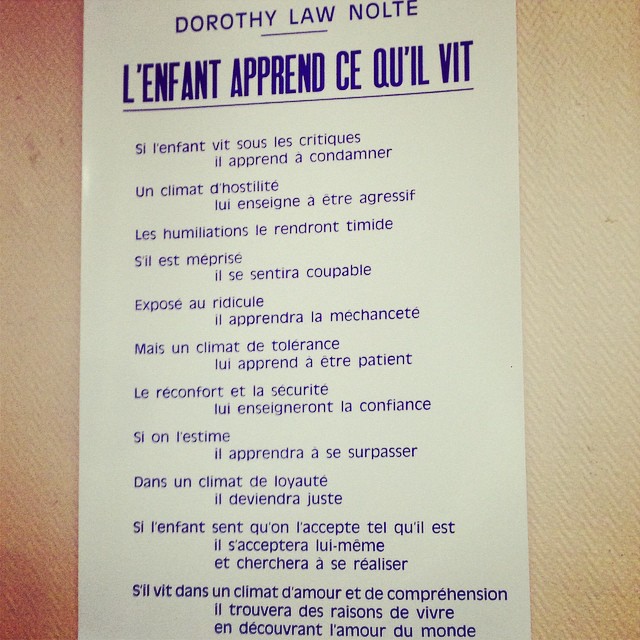 DOROTHY LAW NOLTE
L'ENFANT APPREND CE QU'IL VIT
Si l'enfant vit sous les critiques
il apprend à condamner
Un climat d'hostilité
lui enseigne à être agressif
Les humiliations le rendront timide
S'il est méprisé
il se sentira coupable
Exposé au ridicule
il apprendra la méchanceté
Mais un climat de tolérance
lui apprend à être patient
Le réconfort et la sécurité
lui enseigneront la confiance
Si on l'estime
il apprendra à se surpasser
Dans un climat de loyauté
il deviendra juste
Si l'enfant sent qu'on l'accepte tel qu'il est
il s'acceptera lui-même
et cherchera à se réaliser
S'il vit dans un climat d'amour et de compréhension
il trouvera des raisons de vivre
en découvrant l'amour du monde